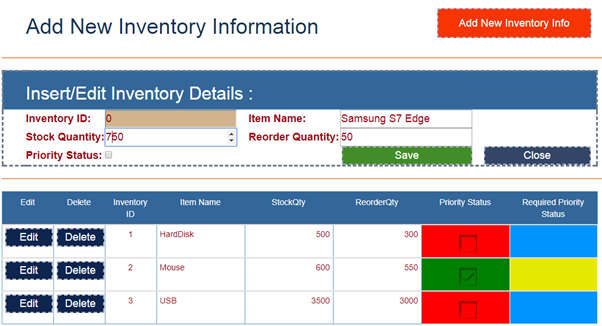 Add New Inventory Information
Add New Inventory Info
Insert/Edit Inventory Details :
Inventory ID: 0 Item Name: Samsung S7 Edge
Stock Quantity: 750 Reorder Quantity: 50
Priority Status:
Save Close
Edit Delete Inventory ID Item Name StockQty ReorderQty Priority Status Required Priority Status
Edit Delete 1 HardDisk 500 300
Edit Delete 2 Mouse 600 550
Edit Delete 3 USB 3500 3000